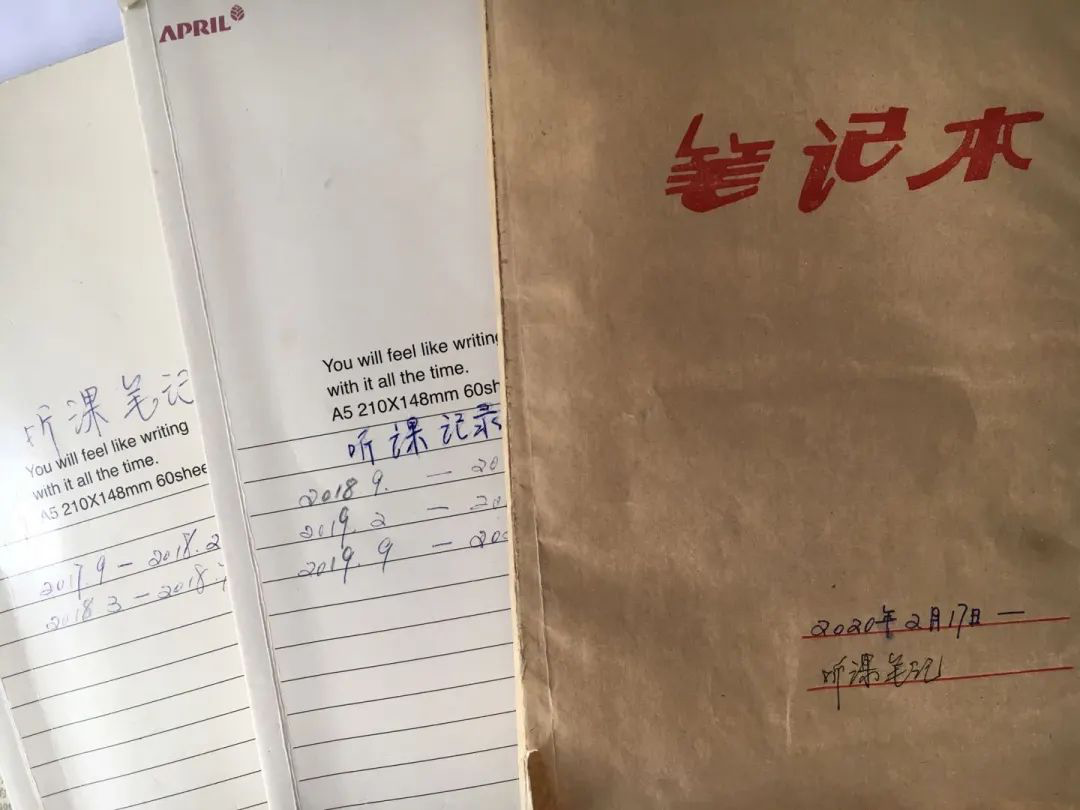 听课笔记
You will feel like writing
with it all the time.
A5 210X148mm 60shee
2017.9 — 2018.2
2018 3 — 2018.
APRIL
You will feel like writing
with it all the time.
A5 210X148mm 60sh
听课记录
2018 9. — 20
2019. 2 — 20
2019. 9 — 20
笔记本
2020年2月17日 —
听课笔记